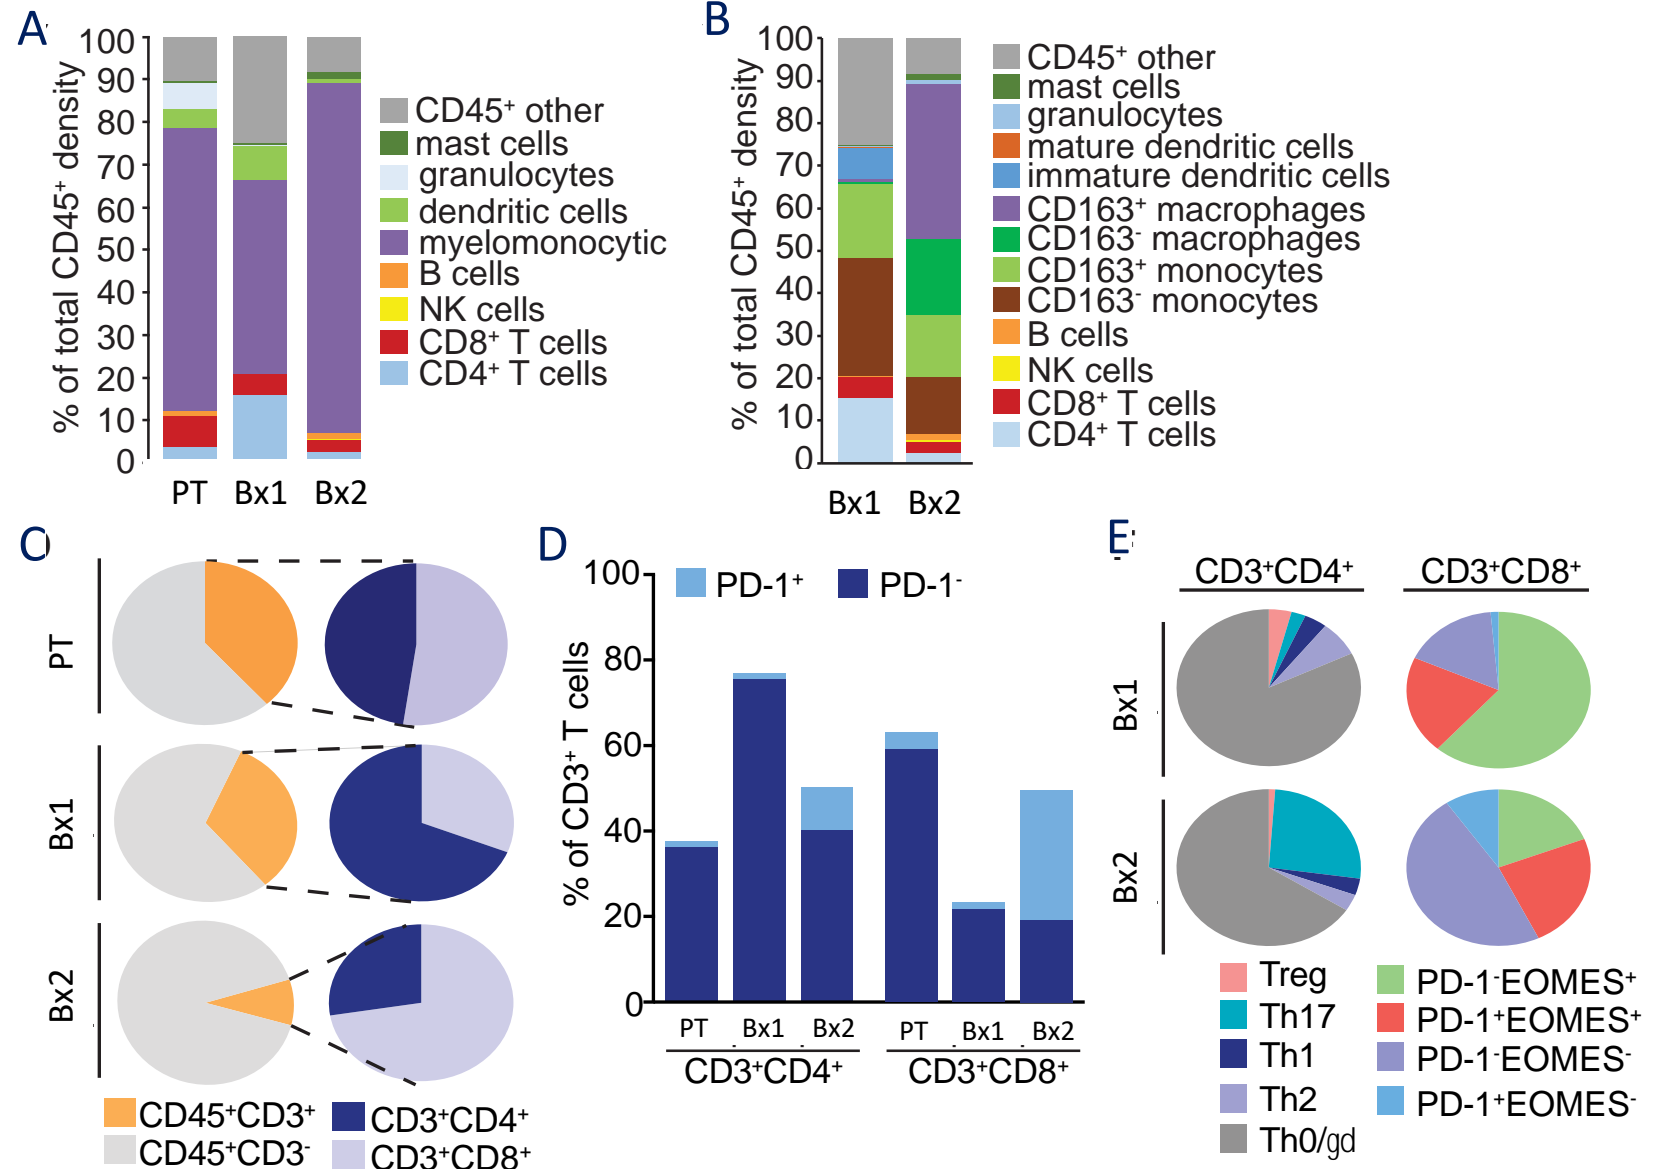 A
% of total CD45⁺ density
100
90
80
70
60
50
40
30
20
10
0
PT Bx1 Bx2
CD45⁺ other
mast cells
granulocytes
dendritic cells
myelomonocytic
B cells
NK cells
CD8⁺ T cells
CD4⁺ T cells
B
% of total CD45⁺ density
100
90
80
70
60
50
40
30
20
10
0
Bx1 Bx2
CD45⁺ other
mast cells
granulocytes
mature dendritic cells
immature dendritic cells
CD163⁺ macrophages
CD163⁻ macrophages
CD163⁺ monocytes
CD163⁻ monocytes
B cells
NK cells
CD8⁺ T cells
CD4⁺ T cells
C
PT
Bx1
Bx2
CD45⁺CD3⁺
CD45⁺CD3⁻
CD3⁺CD4⁺
CD3⁺CD8⁺
D
% of CD3⁺ T cells
100
80
60
40
20
0
PD-1⁺ PD-1⁻
PT Bx1 Bx2 PT Bx1 Bx2
CD3⁺CD4⁺ CD3⁺CD8⁺
E
CD3⁺CD4⁺ CD3⁺CD8⁺
Bx1
Bx2
Treg
Th17
Th1
Th2
Th0/gd
PD-1⁻EOMES⁺
PD-1⁺EOMES⁺
PD-1⁻EOMES⁻
PD-1⁺EOMES⁻